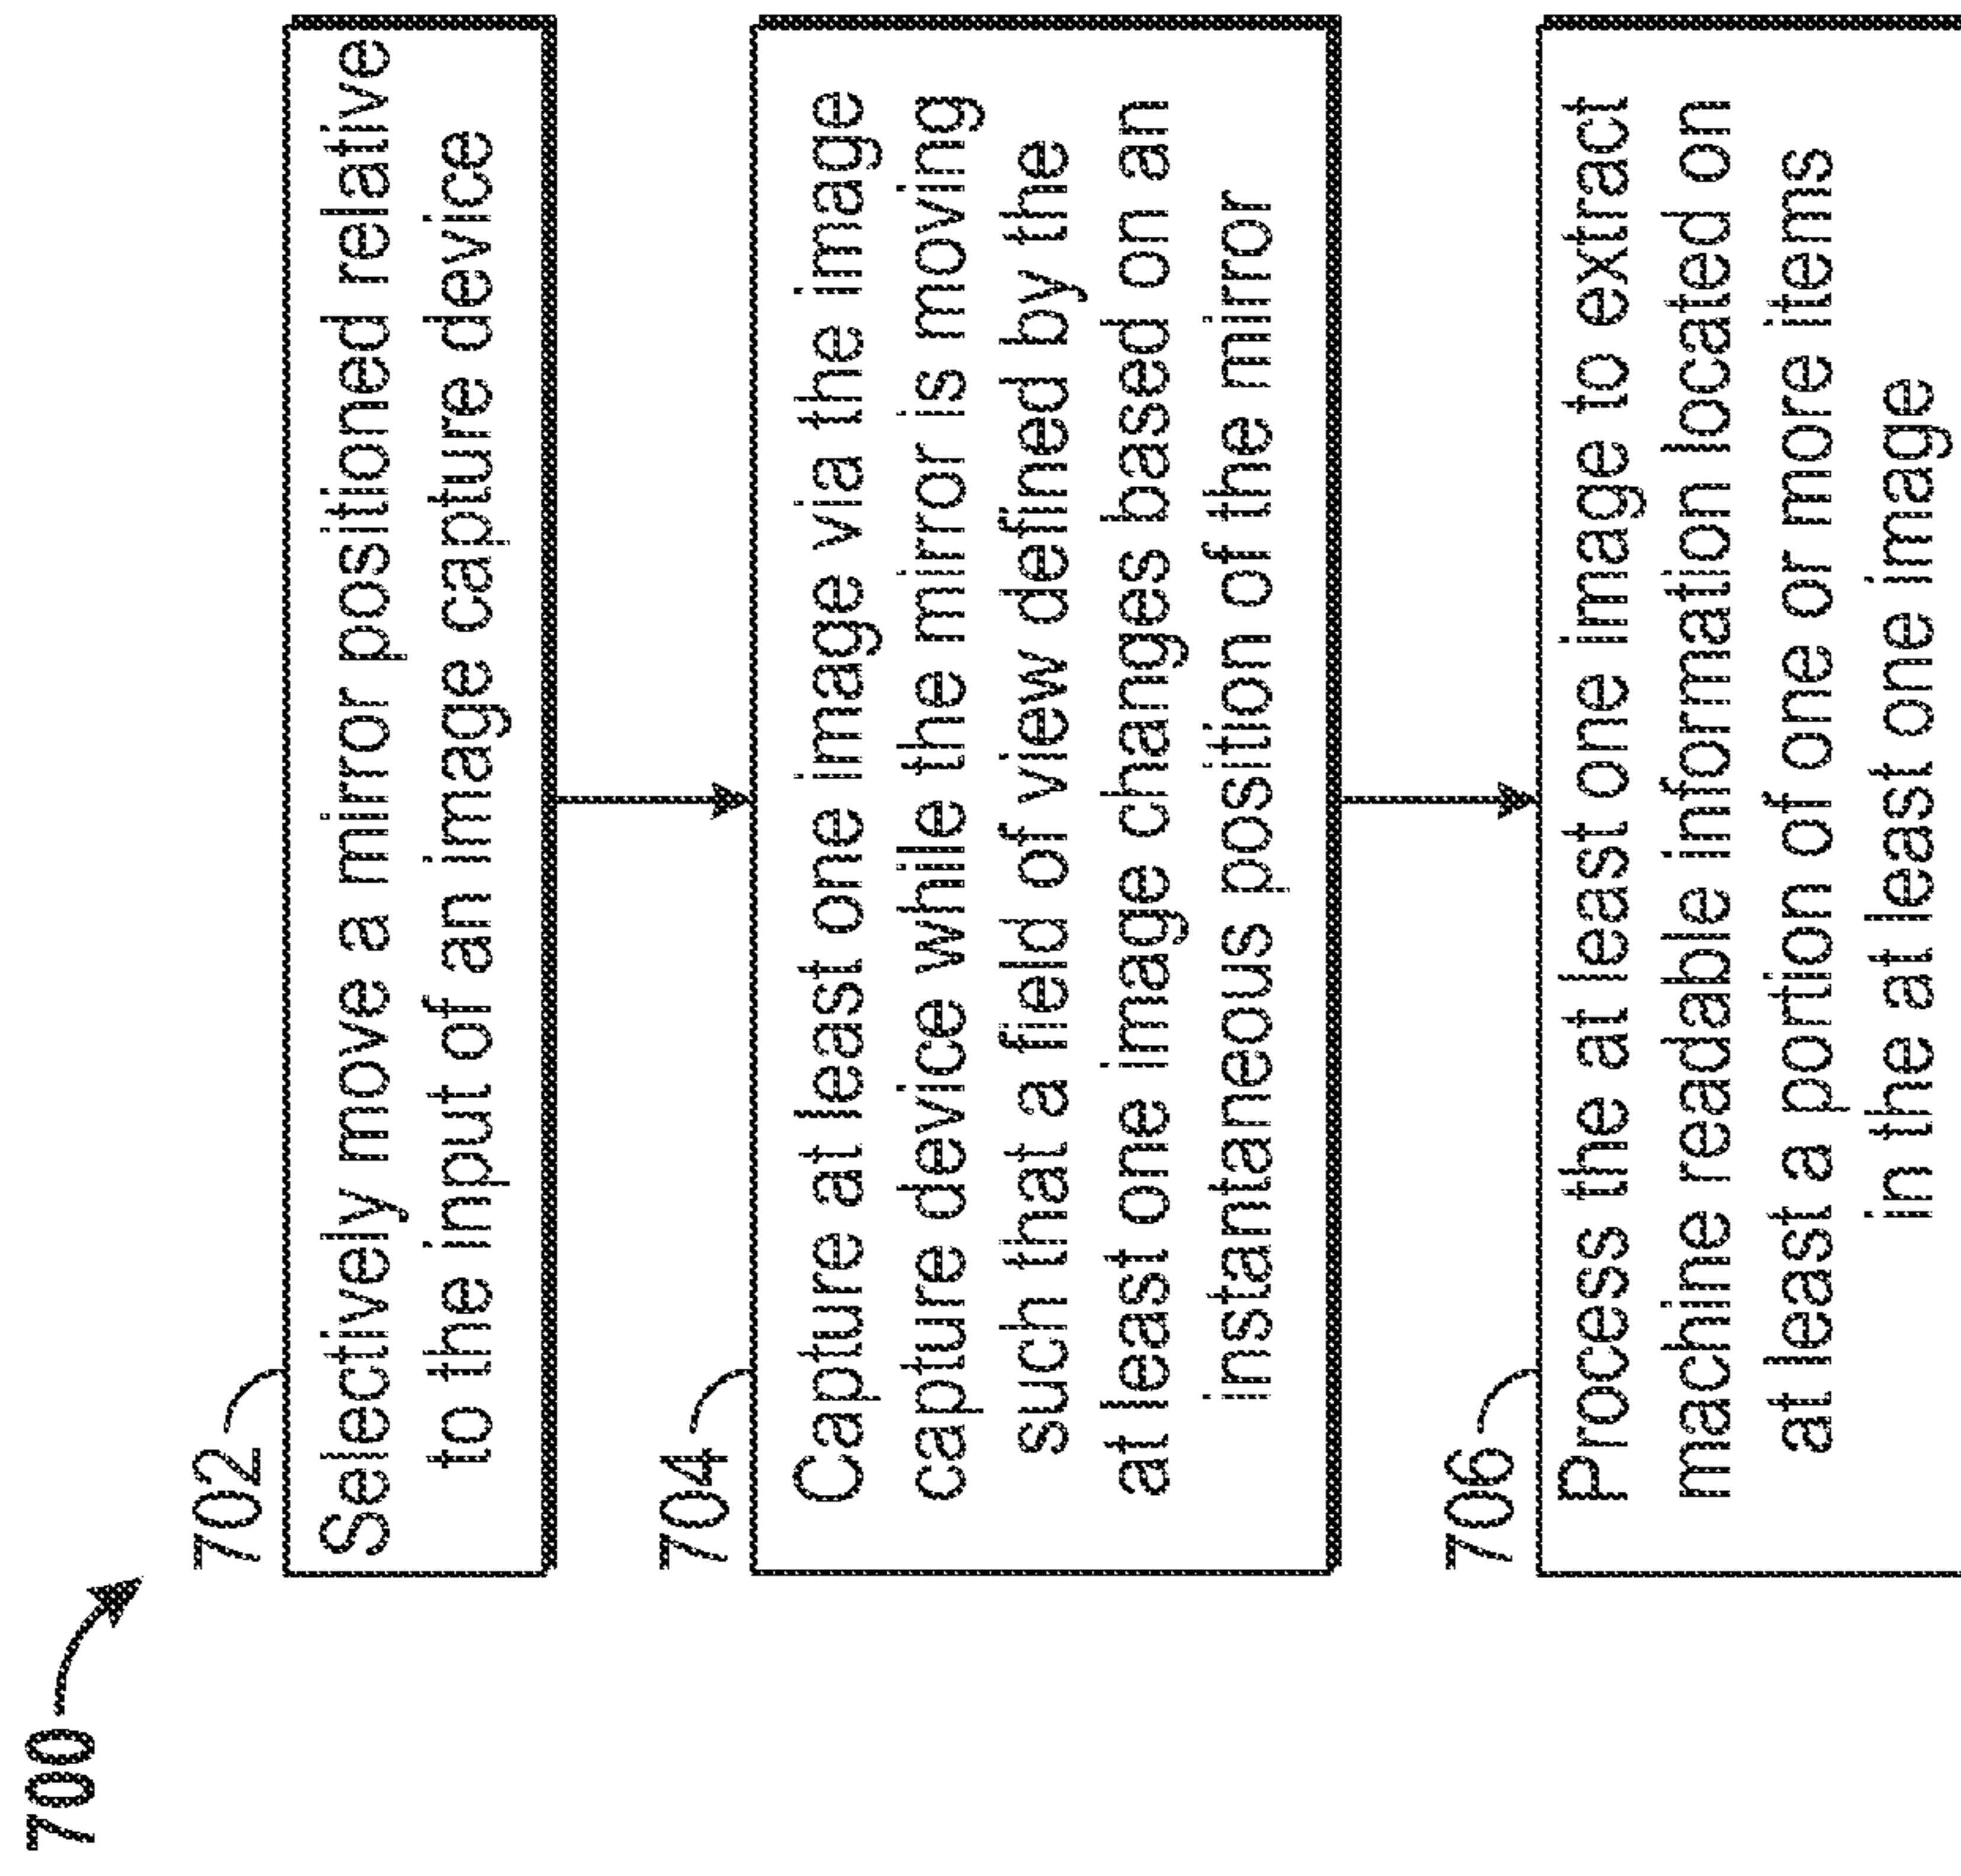 700
702
Selectively move a mirror positioned relative
to the input of an image capture device
704
Capture at least one image via the image
capture device while the mirror is moving
such that a field of view defined by the
at least one image changes based on an
instantaneous position of the mirror
706
Process the at least one image to extract
machine readable information located on
at least a portion of one or more items
in the at least one image